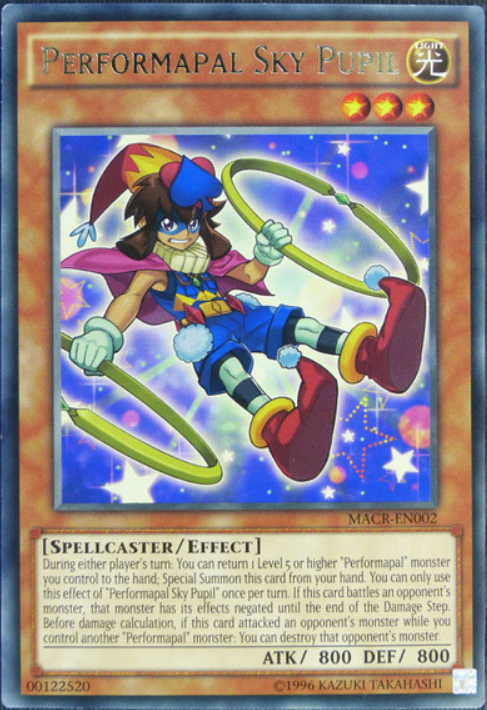 PERFORMAPAL SKY PUPIL
LIGHT
光
MACR-EN002
[SPELLCASTER/EFFECT]
During either player's turn: You can return 1 Level 5 or higher "Performapal" monster
you control to the hand; Special Summon this card from your hand. You can only use
this effect of "Performapal Sky Pupil" once per turn. If this card battles an opponent's
monster, that monster has its effects negated until the end of the Damage Step.
Before damage calculation, if this card attacked an opponent's monster while you
control another "Performapal" monster: You can destroy that opponent's monster.
ATK/ 800 DEF/ 800
00122520
©1996 KAZUKI TAKAHASHI